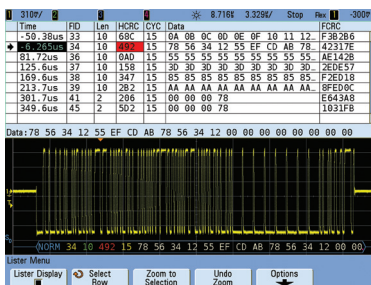 1 310▽/ 2 3 4 8.716% 3.329%/ Stop Flex 1 -300▽
Time FID Len HCRC CYC Data FCRC
-50.38us 33 10 68C 15 0A 0B 0C 0D 0E 0F 10 11 12… F3B2B6
-6.265us 34 10 492 15 78 56 34 12 55 EF CD AB 78… 42317E
81.72us 36 10 0AD 15 55 55 55 55 55 55 55 55 55… AE142B
125.6us 37 10 158 15 3D 3D 3D 3D 3D 3D 3D 3D 3D… 2EDE57
169.6us 38 10 347 15 85 85 85 85 85 85 85 85 85… F2ED18
213.7us 39 10 2B2 15 AA AA AA AA AA AA AA AA AA… 8FED0C
301.7us 41 2 206 15 00 00 00 78 E643A8
349.6us 45 2 5D2 15 00 00 00 78 1031FB
Data: 78 56 34 12 55 EF CD AB 78 56 34 12 00 00 00 00 00 00 00 00
NORM 34 10 492 15 78 56 34 12 55 EF CD AB 78 56 34 12 00 00
Lister Menu
Lister Display Select Row Zoom to Selection Undo Zoom Options